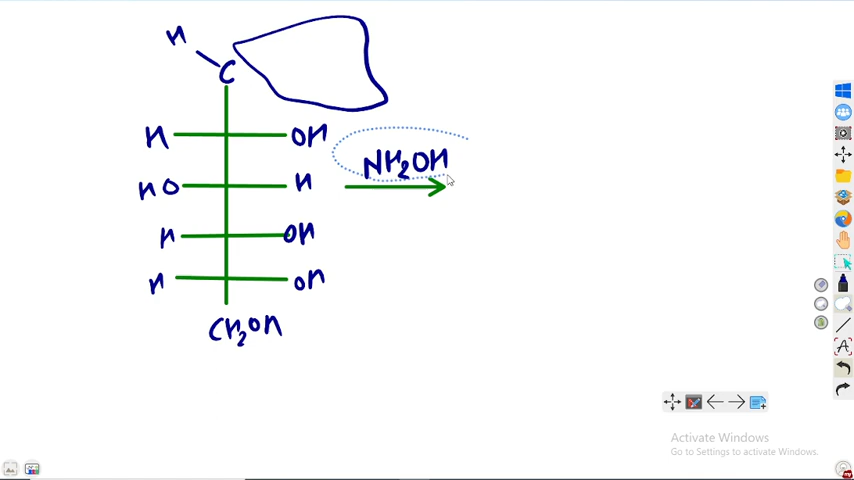 H
C
H OH
NH₂OH
HO H
H OH
H OH
CH₂OH
Activate Windows
Go to Settings to activate Windows.